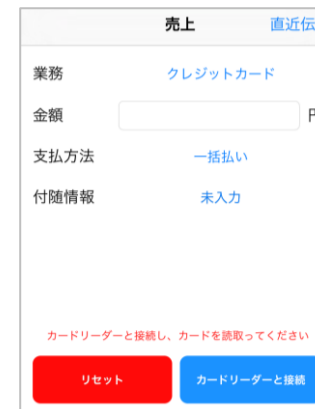 売上 直近伝
業務 クレジットカード
金額
支払方法 一括払い
付随情報 未入力
カードリーダーと接続し、カードを読取ってください
リセット カードリーダーと接続